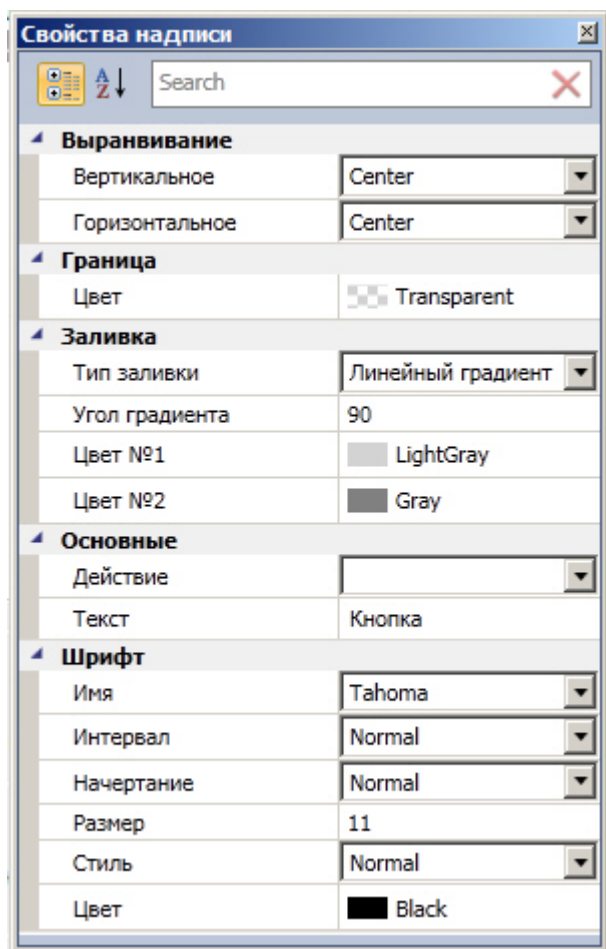 Свойства надписи
A Z Search
Выранвивание
Вертикальное Center
Горизонтальное Center
Граница
Цвет Transparent
Заливка
Тип заливки Линейный градиент
Угол градиента 90
Цвет №1 LightGray
Цвет №2 Gray
Основные
Действие
Текст Кнопка
Шрифт
Имя Tahoma
Интервал Normal
Начертание Normal
Размер 11
Стиль Normal
Цвет Black